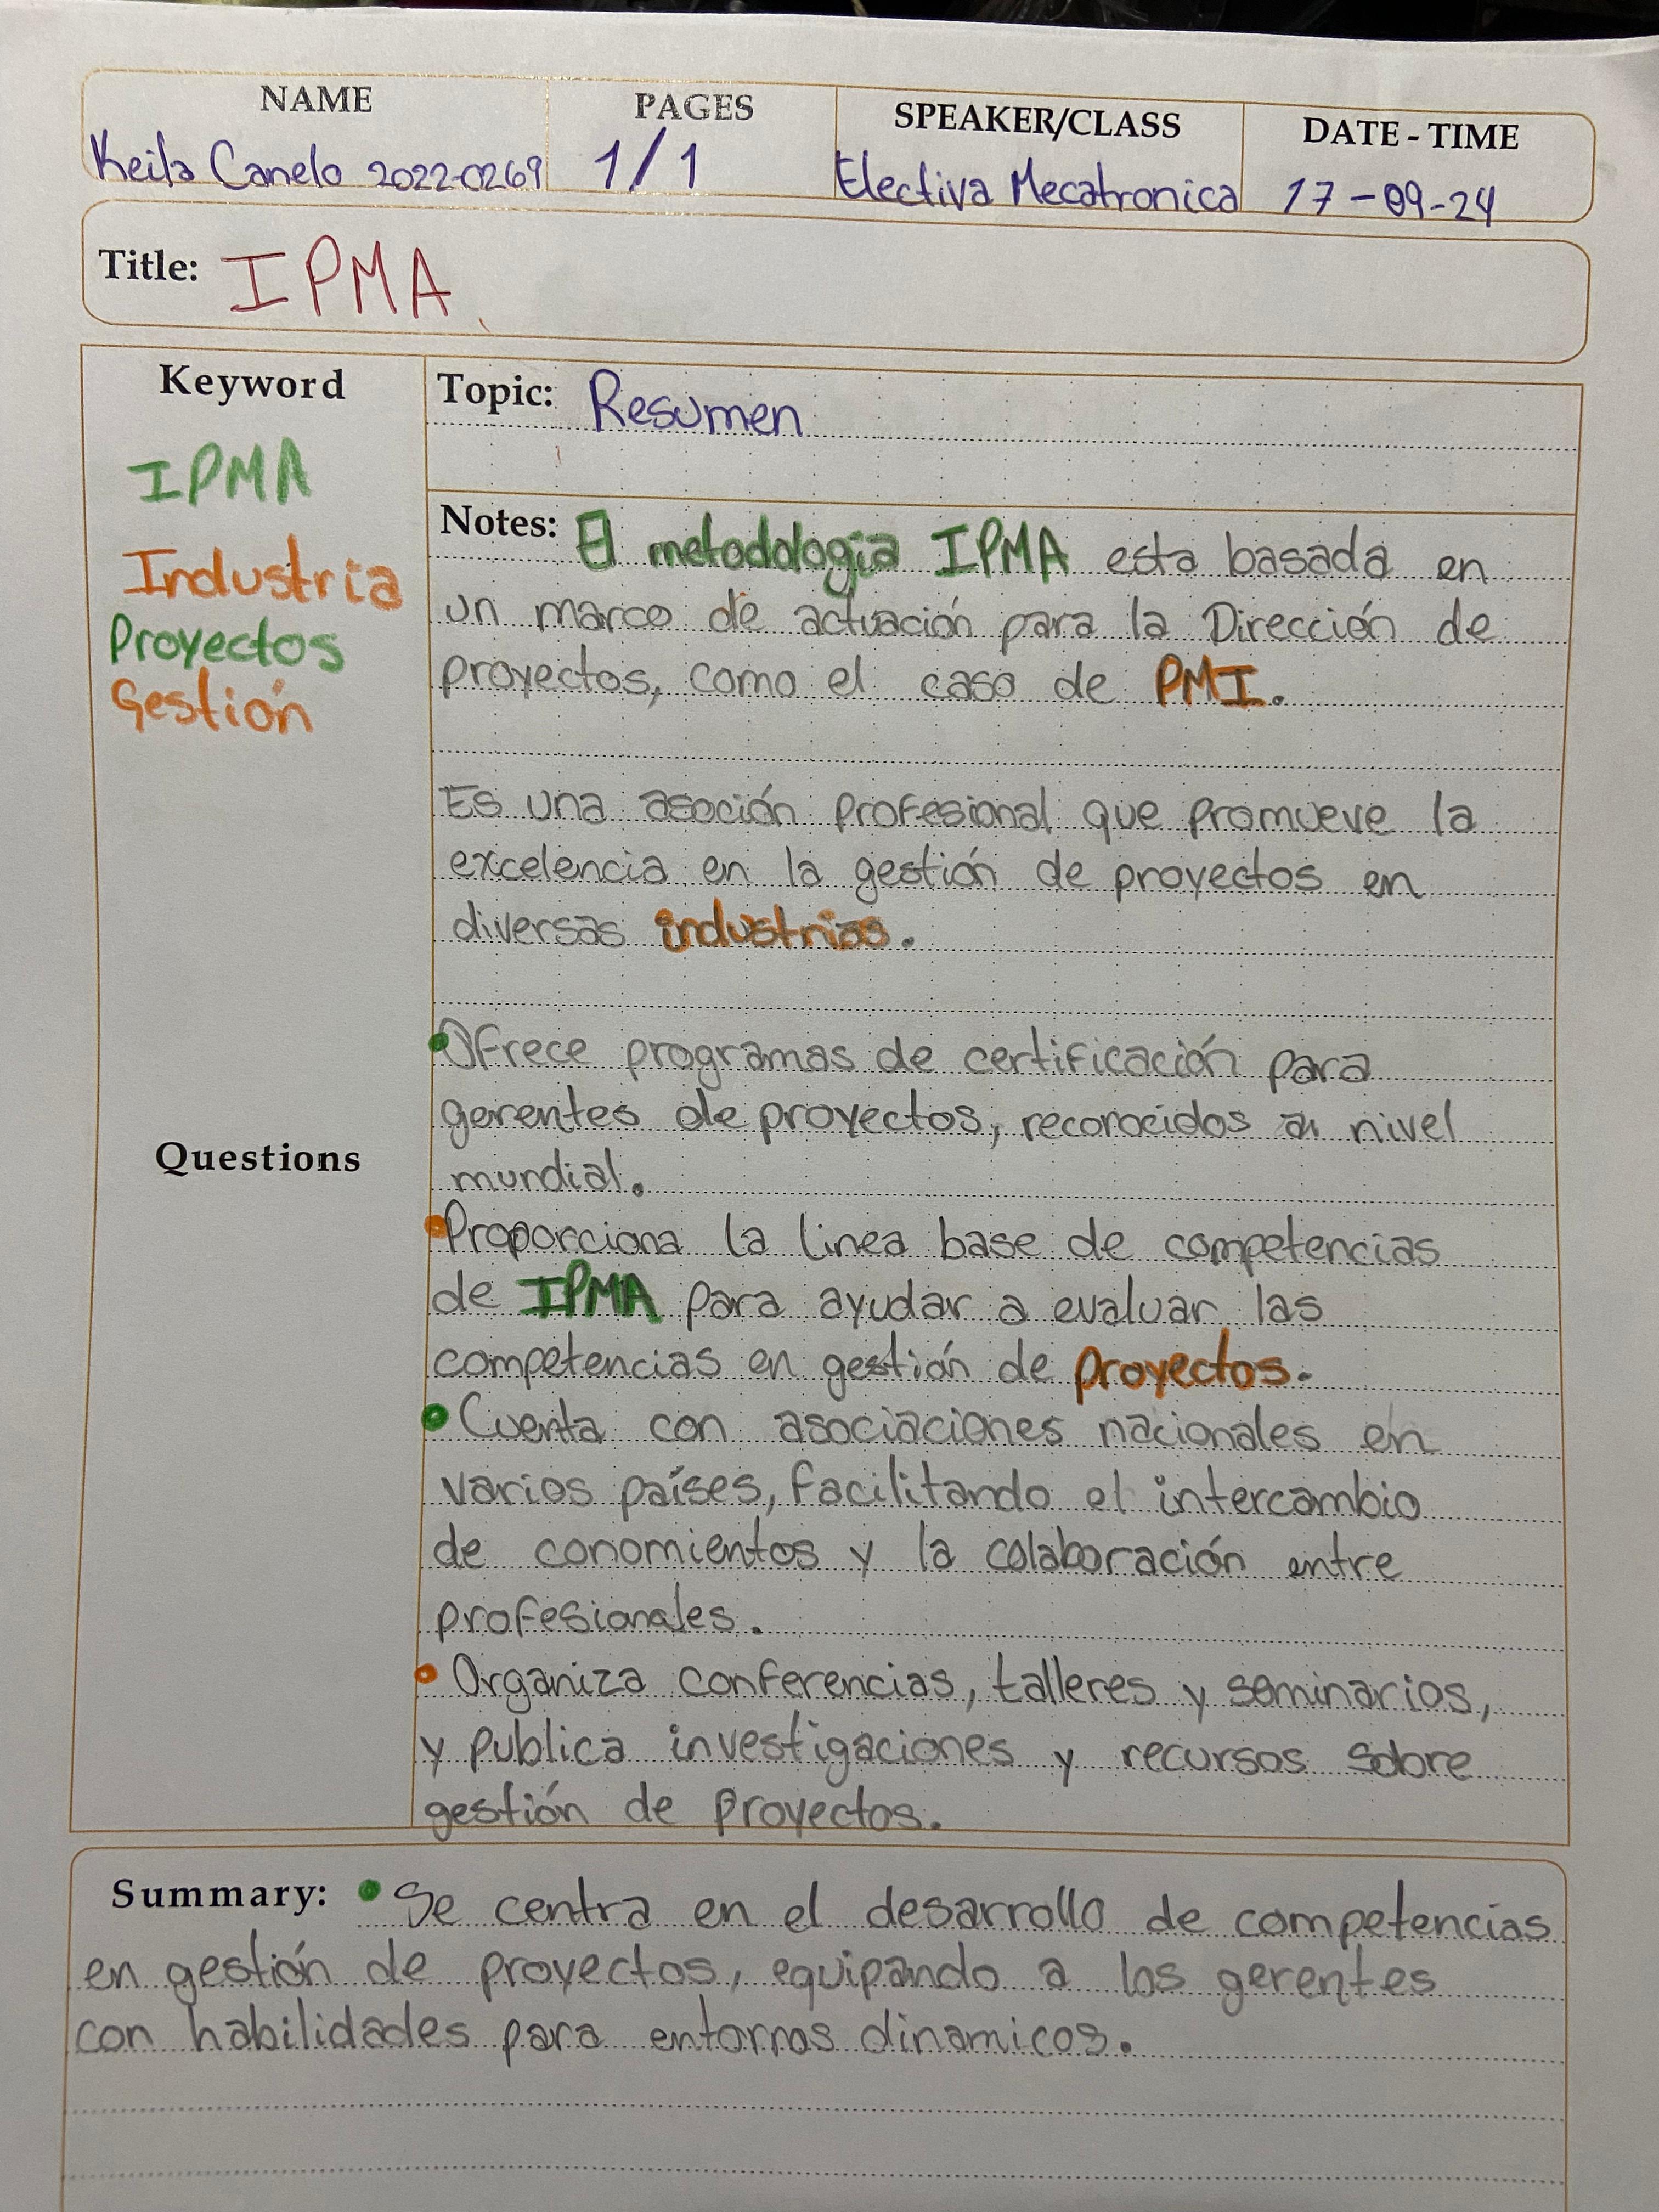 NAME PAGES SPEAKER/CLASS DATE - TIME
Keila Canelo 2022-0269 1/1 Electiva Mecatronica 17-09-24
Title: IPMA
Keyword
IPMA
Industria
Proyectos
Gestión
Questions
Topic: Resumen
Notes: El metodología IPMA esta basada en
un marco de actuación para la Dirección de
proyectos, como el caso de PMI.
Es una asoción profesional que promueve la
excelencia en la gestión de proyectos en
diversas industrias.
•Ofrece programas de certificación para
gerentes de proyectos, reconocidos a nivel
mundial.
•Proporciona la linea base de competencias
de IPMA para ayudar a evaluar las
competencias en gestión de proyectos.
• Cuenta con asociaciones nacionales en
varios países, facilitando el intercambio
de conomientos y la colaboración entre
profesionales.
• Organiza conferencias, talleres y seminarios,
y publica investigaciones y recursos sobre
gestión de proyectos.
Summary: • Se centra en el desarrollo de competencias
en gestión de proyectos, equipando a los gerentes
con habilidades para entornos dinamicos.